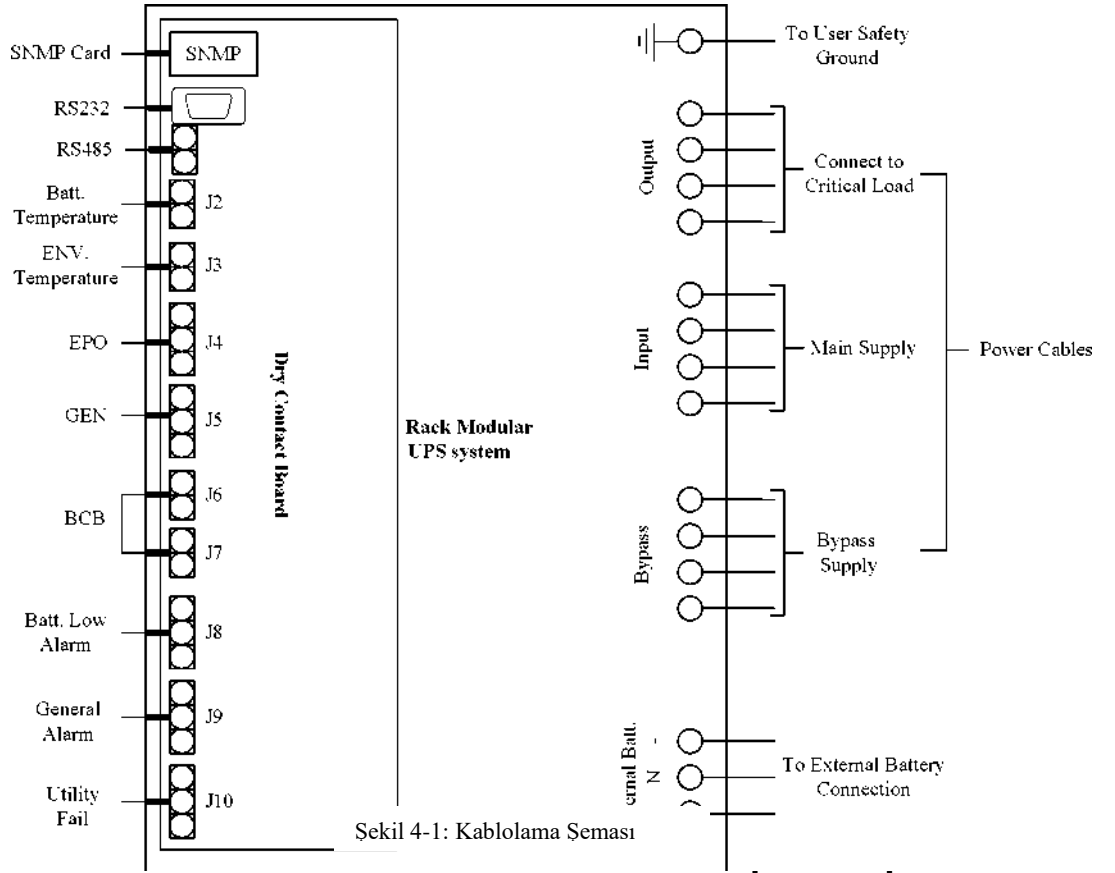 SNMP Card
SNMP
RS232
RS485
Batt.
Temperature
J2
ENV.
Temperature
J3
EPO
J4
GEN
J5
BCB
J6
J7
Batt. Low
Alarm
J8
General
Alarm
J9
Utility
Fail
J10
Dry Contact Board
Rack Modular
UPS system
To User Safety
Ground
Output
Connect to
Critical Load
Input
Main Supply
Power Cables
Bypass
Bypass
Supply
ernal Batt.
-
N
To External Battery
Connection
Şekil 4-1: Kablolama Şeması